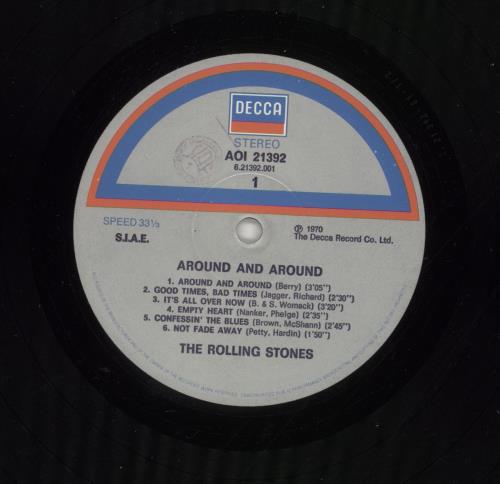 DECCA
STEREO
AOI 21392
6.21392.001
1
SPEED 33⅓
S.I.A.E.
℗ 1970
The Decca Record Co. Ltd.
AROUND AND AROUND
1. AROUND AND AROUND (Berry) (3'05")
2. GOOD TIMES, BAD TIMES (Jagger, Richard) (2'30")
3. IT'S ALL OVER NOW (B. & S. Womack) (3'20")
4. EMPTY HEART (Nanker, Phelge) (2'35")
5. CONFESSIN' THE BLUES (Brown, McShann) (2'45")
6. NOT FADE AWAY (Petty, Hardin) (1'50")
THE ROLLING STONES